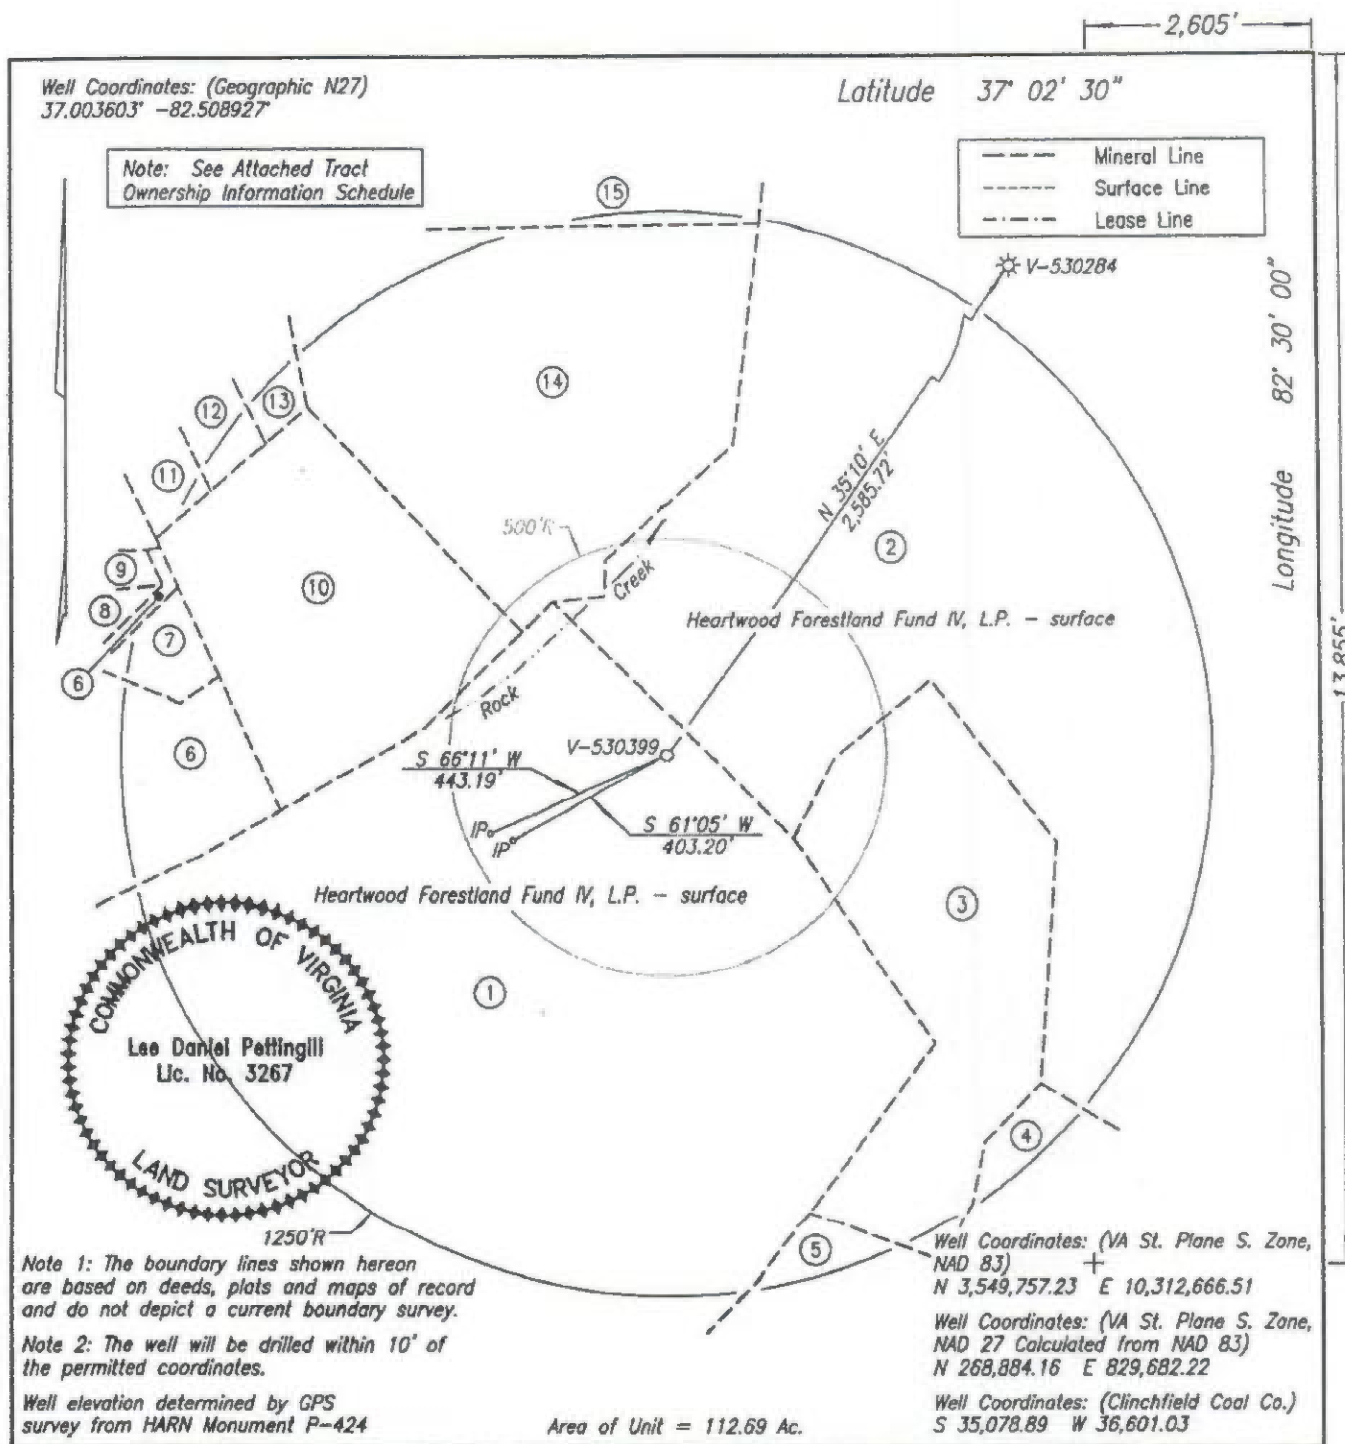 2,605'
Well Coordinates: (Geographic N27)
37.003603° -82.508927°
Latitude 37° 02' 30"
Note: See Attached Tract
Ownership Information Schedule
Mineral Line
Surface Line
Lease Line
15
V-530284
Longitude 82° 30' 00"
13,855'
14
13
12
11
N 35°10' E
2,585.72'
500'R
2
9
10
8
7
6
Creek
Rock
Heartwood Forestland Fund IV, L.P. – surface
6
V-530399
S 66°11' W
443.19'
S 61°05' W
403.20'
IP
IP
Heartwood Forestland Fund IV, L.P. – surface
3
1
COMMONWEALTH OF VIRGINIA
Lee Daniel Pettingill
Lic. No. 3267
LAND SURVEYOR
4
1250'R
5
Note 1: The boundary lines shown hereon
are based on deeds, plats and maps of record
and do not depict a current boundary survey.
Note 2: The well will be drilled within 10' of
the permitted coordinates.
Well elevation determined by GPS
survey from HARN Monument P-424
Area of Unit = 112.69 Ac.
Well Coordinates: (VA St. Plane S. Zone,
NAD 83)
N 3,549,757.23 E 10,312,666.51
Well Coordinates: (VA St. Plane S. Zone,
NAD 27 Calculated from NAD 83)
N 268,884.16 E 829,682.22
Well Coordinates: (Clinchfield Coal Co.)
S 35,078.89 W 36,601.03